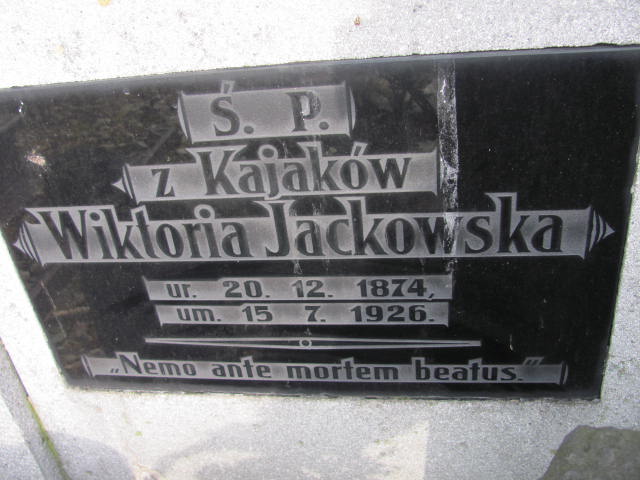 Ś. P.
z Kajaków
Wiktoria Jackowska
ur. 20. 12. 1874,
um. 15 7. 1926.
„Nemo ante mortem beatus."